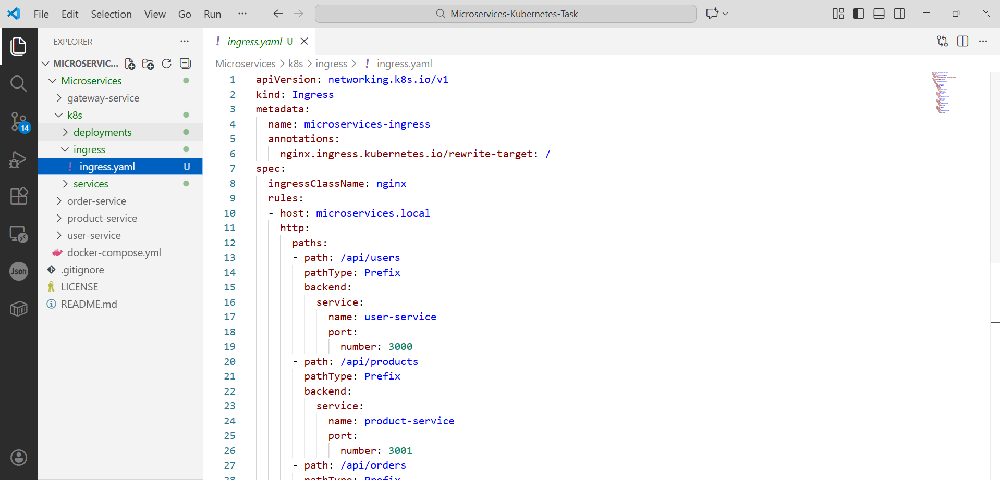 File Edit Selection View Go Run ···
Microservices-Kubernetes-Task
EXPLORER ···
MICROSERVIC...
Microservices
gateway-service
k8s
deployments
ingress
! ingress.yaml U
services
order-service
product-service
user-service
docker-compose.yml
.gitignore
LICENSE
README.md
14
Json
! ingress.yaml U
Microservices > k8s > ingress > ! ingress.yaml
1 apiVersion: networking.k8s.io/v1
2 kind: Ingress
3 metadata:
4 name: microservices-ingress
5 annotations:
6 nginx.ingress.kubernetes.io/rewrite-target: /
7 spec:
8 ingressClassName: nginx
9 rules:
10 - host: microservices.local
11 http:
12 paths:
13 - path: /api/users
14 pathType: Prefix
15 backend:
16 service:
17 name: user-service
18 port:
19 number: 3000
20 - path: /api/products
21 pathType: Prefix
22 backend:
23 service:
24 name: product-service
25 port:
26 number: 3001
27 - path: /api/orders
28 pathType: Prefix